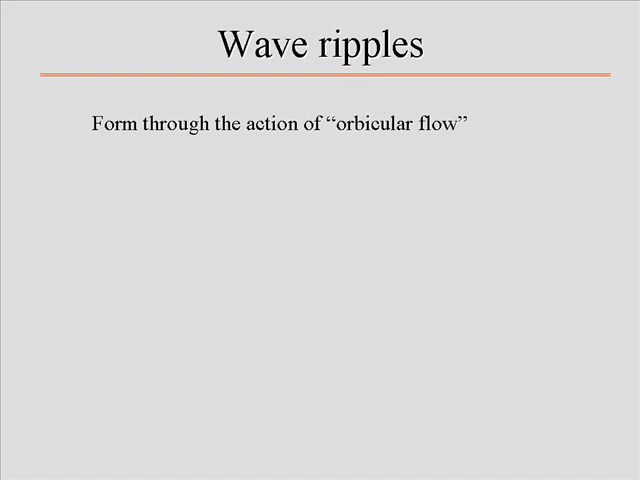 Wave ripples
Form through the action of “orbicular flow”